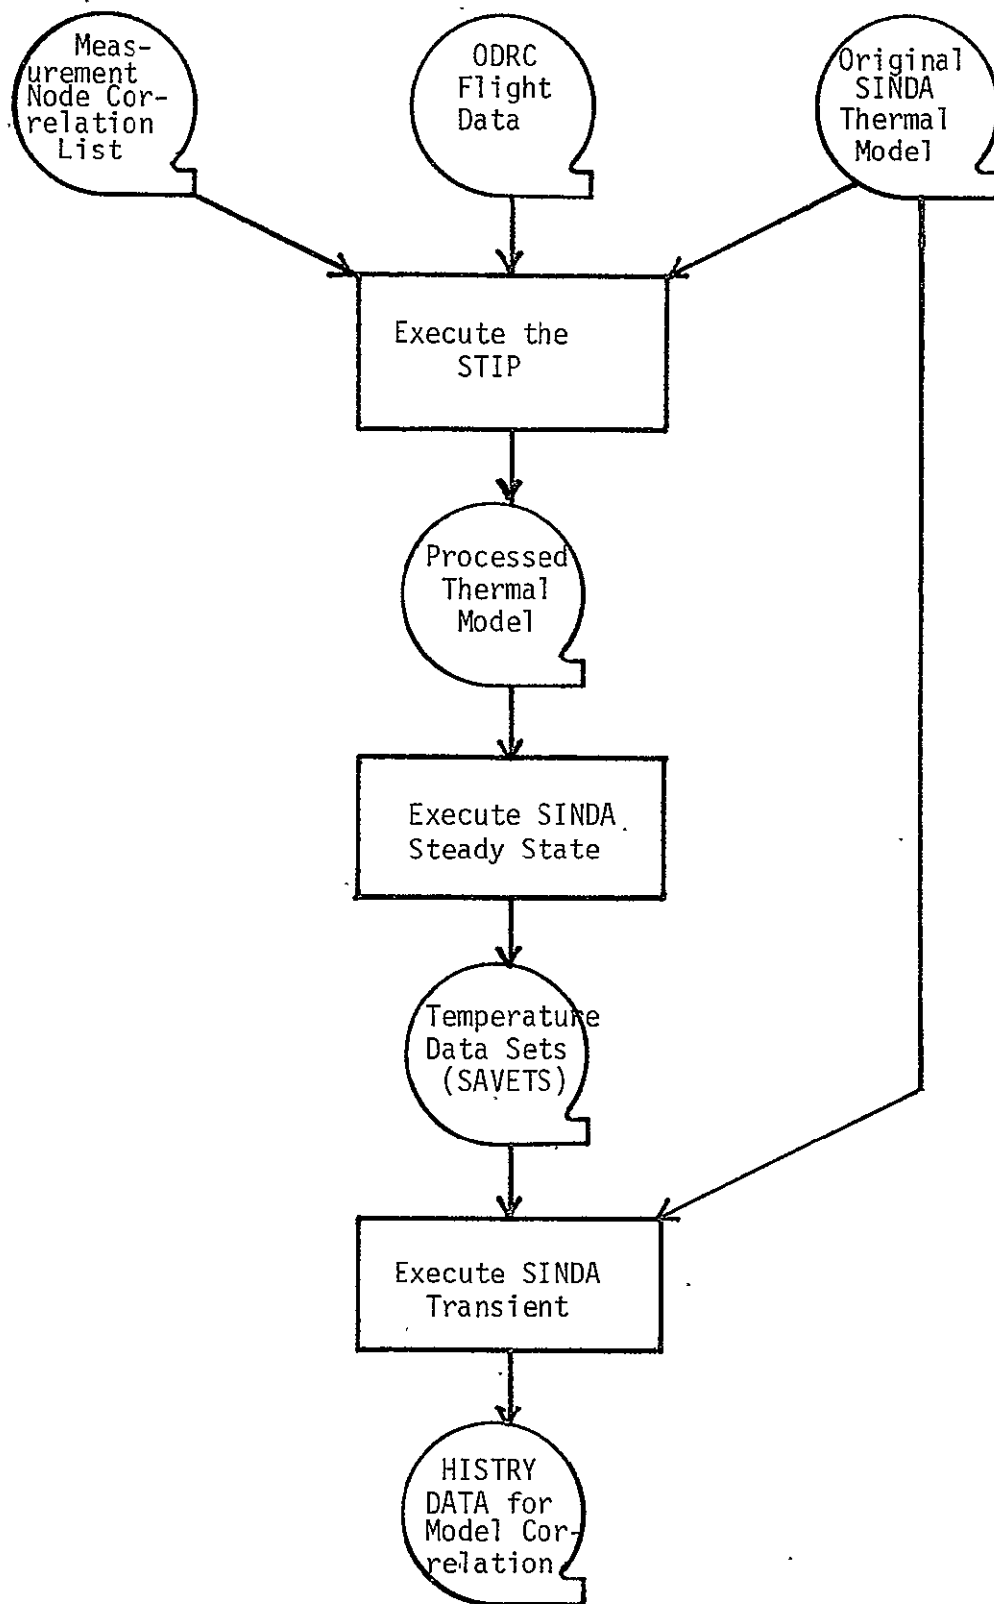 Meas-
urement
Node Cor-
relation
List
ODRC
Flight
Data
Original
SINDA
Thermal
Model
Execute the
STIP
Processed
Thermal
Model
Execute SINDA
Steady State
Temperature
Data Sets
(SAVETS)
Execute SINDA
Transient
HISTRY
DATA for
Model Cor-
relation